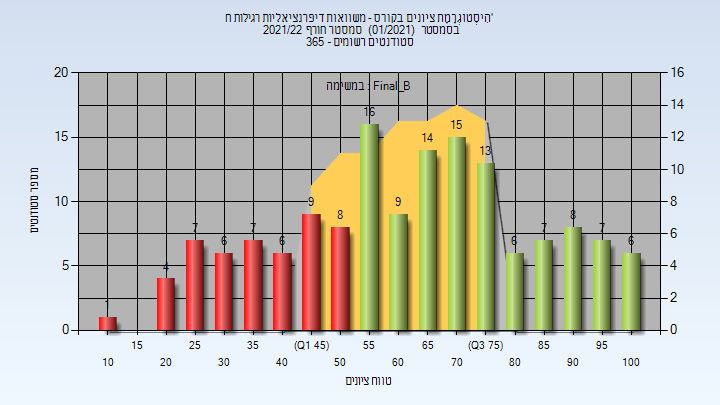 הִיסְטוֹגְרָמַת ציונים בקורס - משוואות דיפרנציאליות רגילות ח'
בסמסטר (01/2021) סמסטר חורף 2021/22
סטודנטים רשומים - 365
במשימה : Final_B
מספר סטודנטים
20 15 10 5 0
16 14 12 10 8 6 4 2 0
1 4 7 6 7 6 9 8 16 9 14 15 13 6 7 8 7 6
15 25 35 (Q1 45) 55 65 (Q3 75) 85 95
10 20 30 40 50 60 70 80 90 100
טווח ציונים